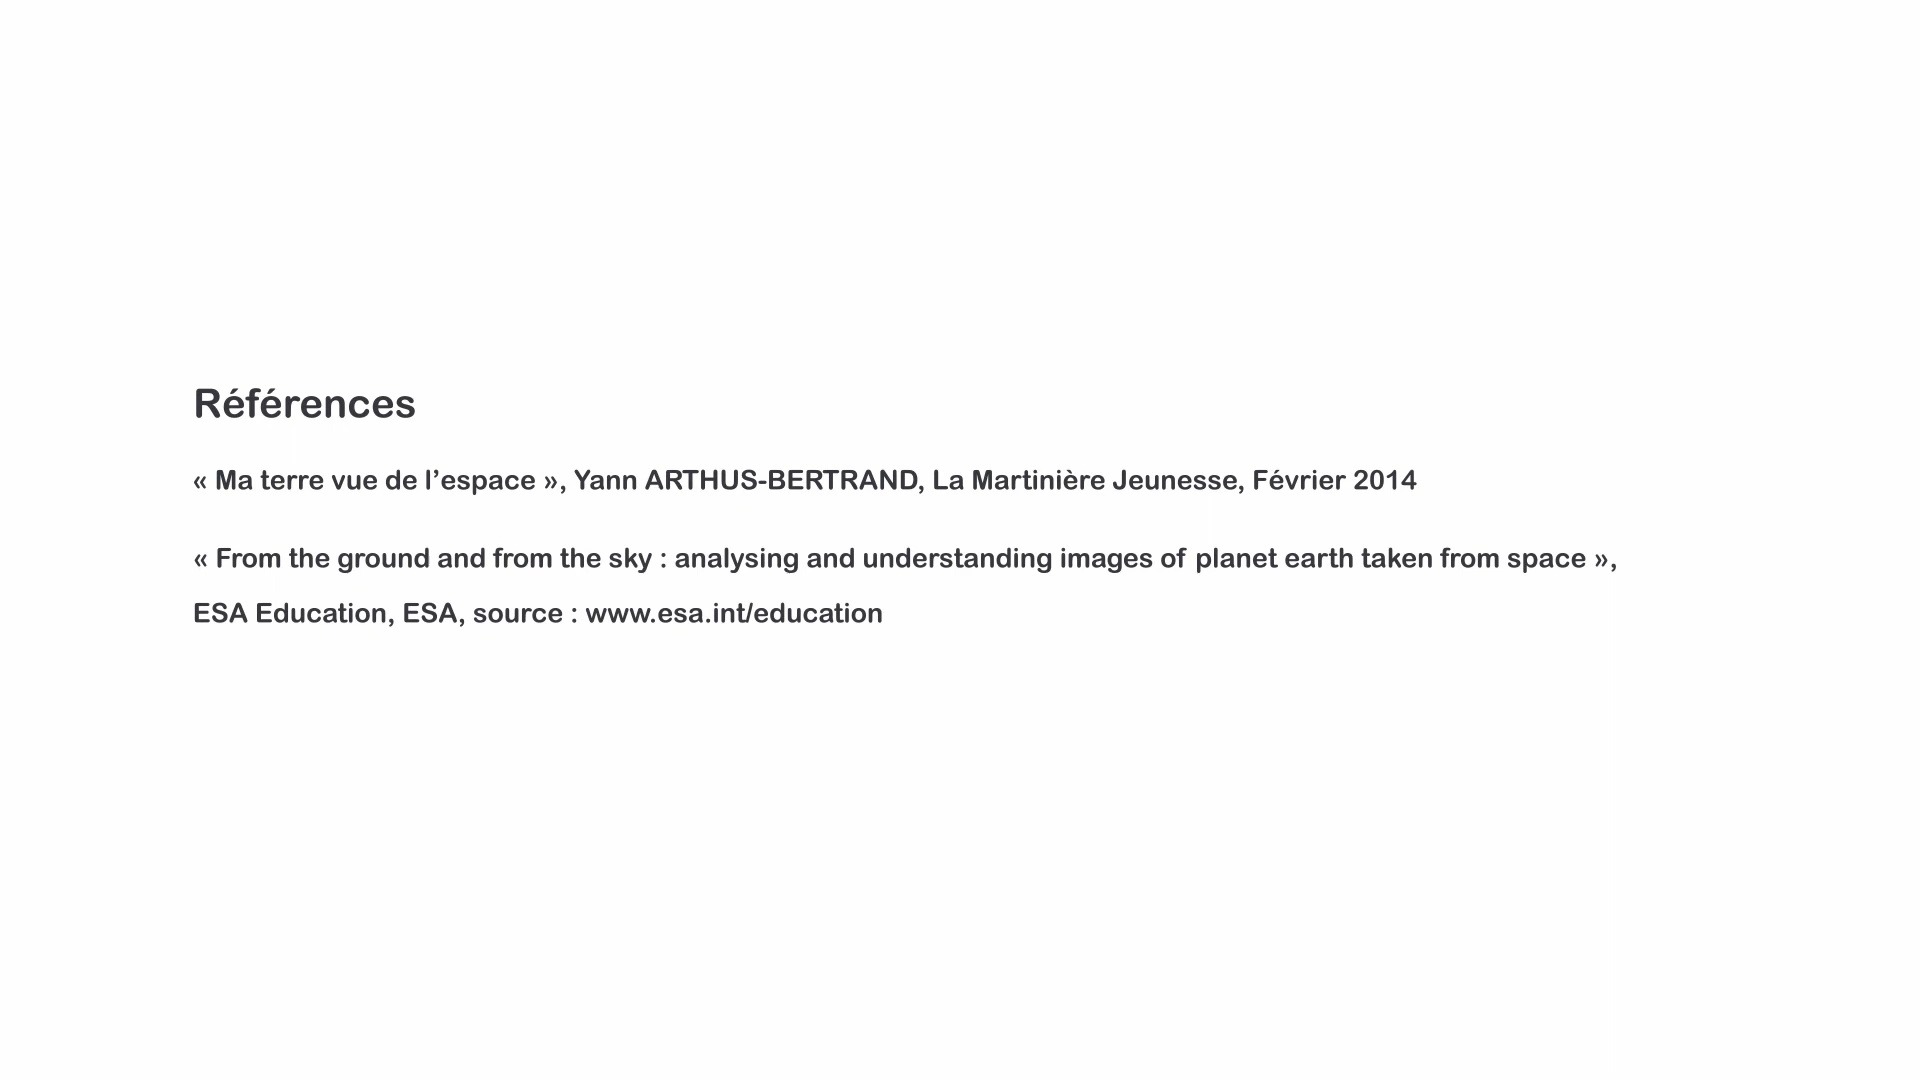 Références
« Ma terre vue de l’espace », Yann ARTHUS-BERTRAND, La Martinière Jeunesse, Février 2014
« From the ground and from the sky : analysing and understanding images of planet earth taken from space »,
ESA Education, ESA, source : www.esa.int/education